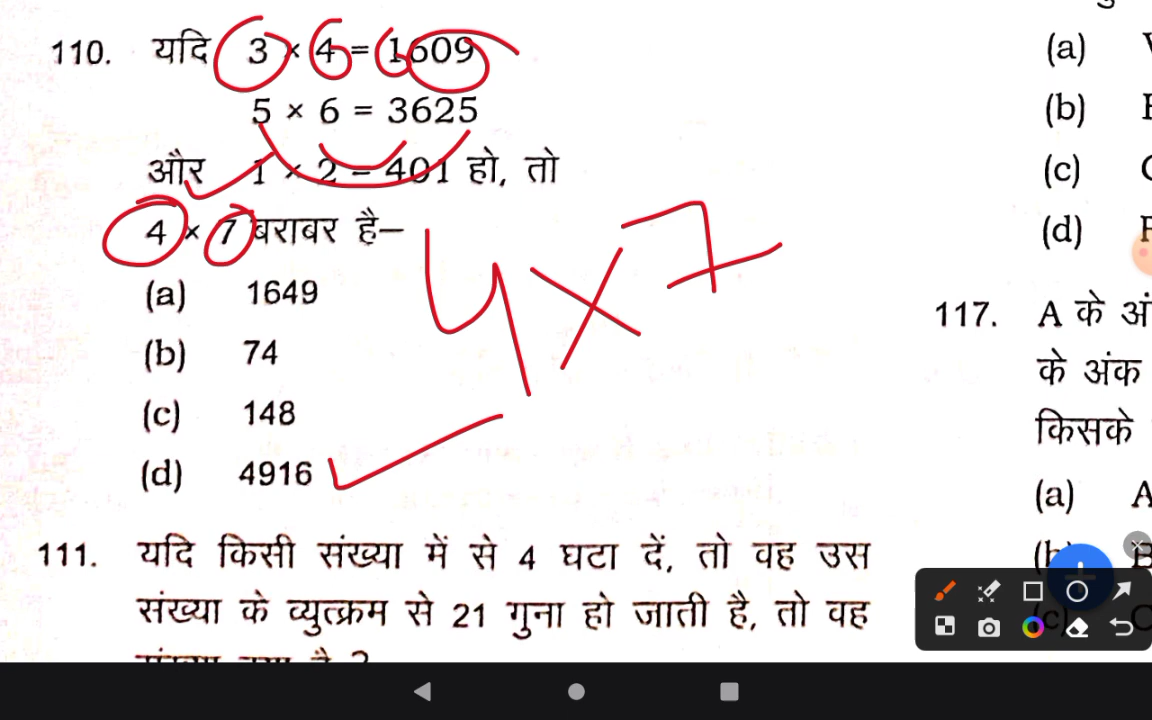 110. यदि 3 × 4 = 1609
5 × 6 = 3625
और 1 × 2 = 401 हो, तो
4 × 7 बराबर है–
(a) 1649
(b) 74
(c) 148
(d) 4916
4 × 7
111. यदि किसी संख्या में से 4 घटा दें, तो वह उस
संख्या के व्युत्क्रम से 21 गुना हो जाती है, तो वह
(a)
(b)
(c)
(d)
117. A के अं
के अंक
किसके
(a) A
(b) B
(c) C